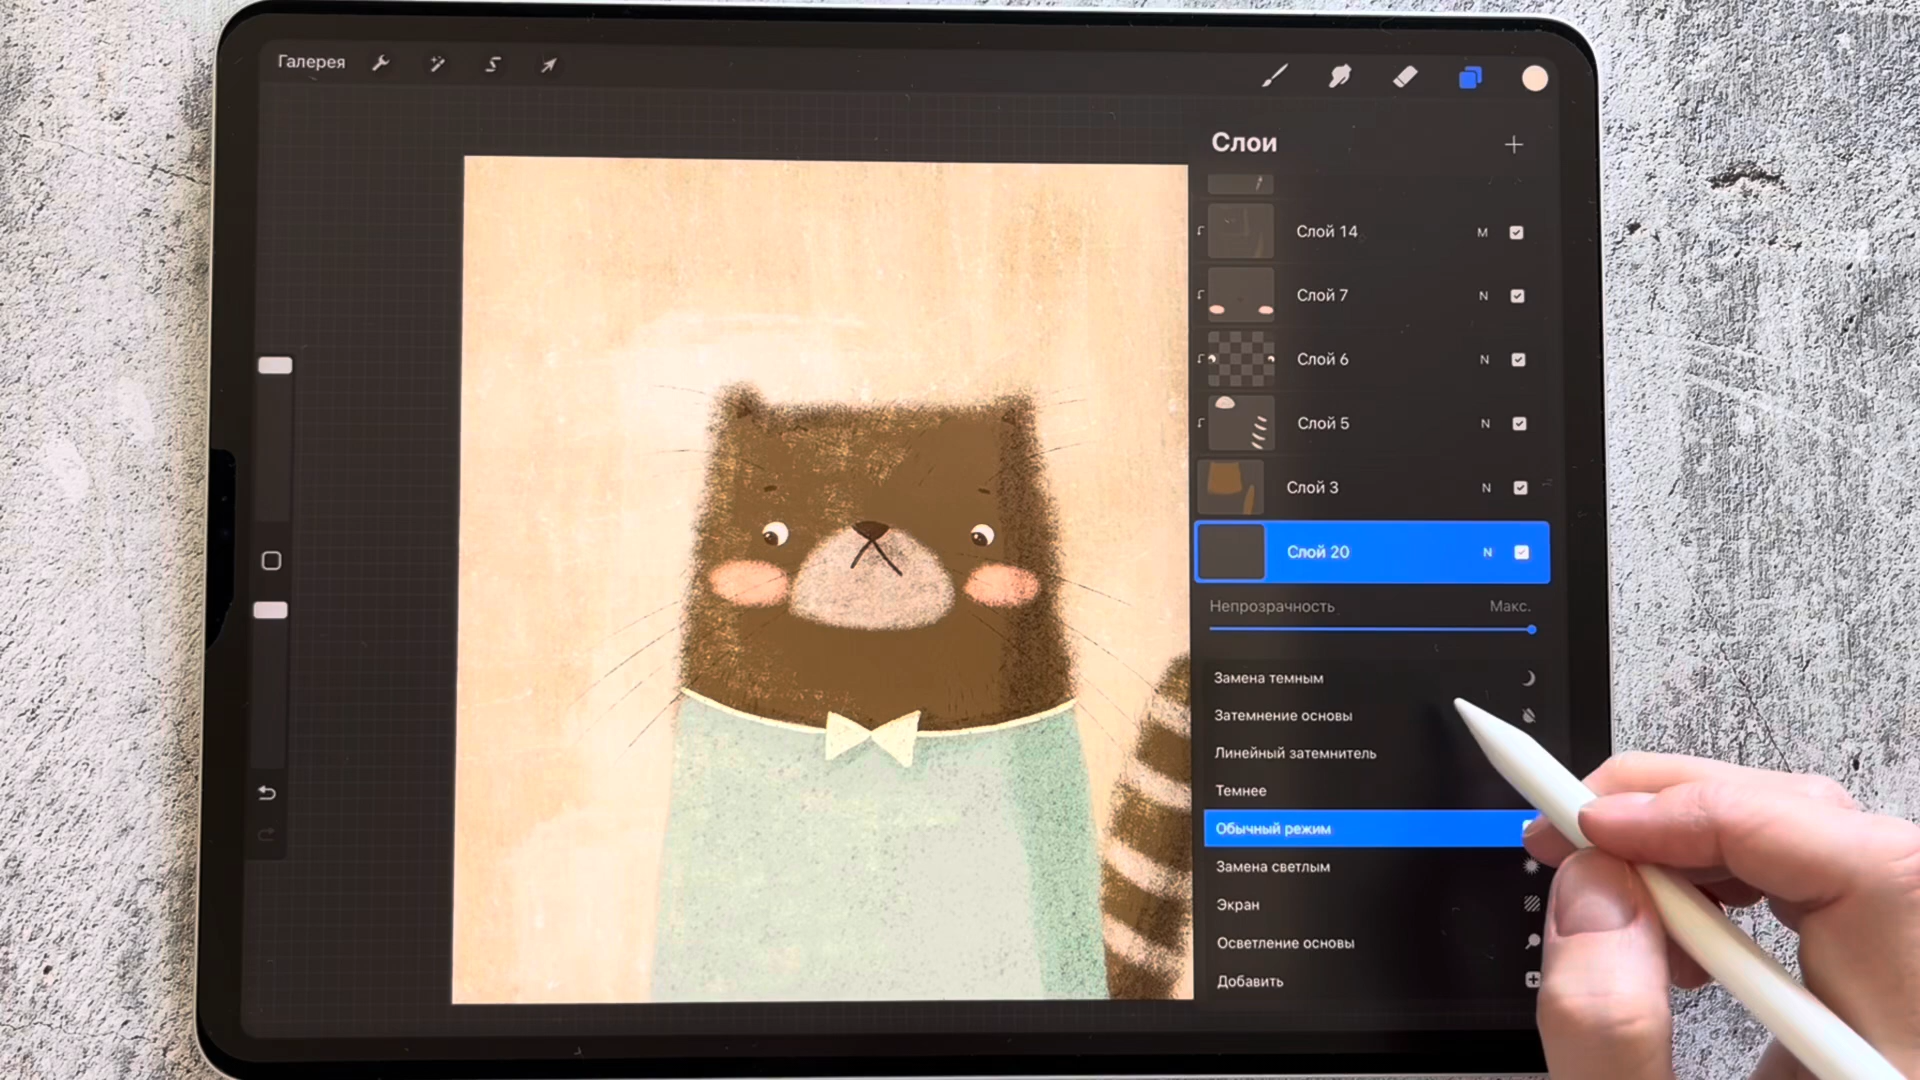 Галерея
Слои
Слой 14 M
Слой 7 N
Слой 6 N
Слой 5 N
Слой 3 N
Слой 20 N
Непрозрачность Макс.
Замена темным
Затемнение основы
Линейный затемнитель
Темнее
Обычный режим
Замена светлым
Экран
Осветление основы
Добавить